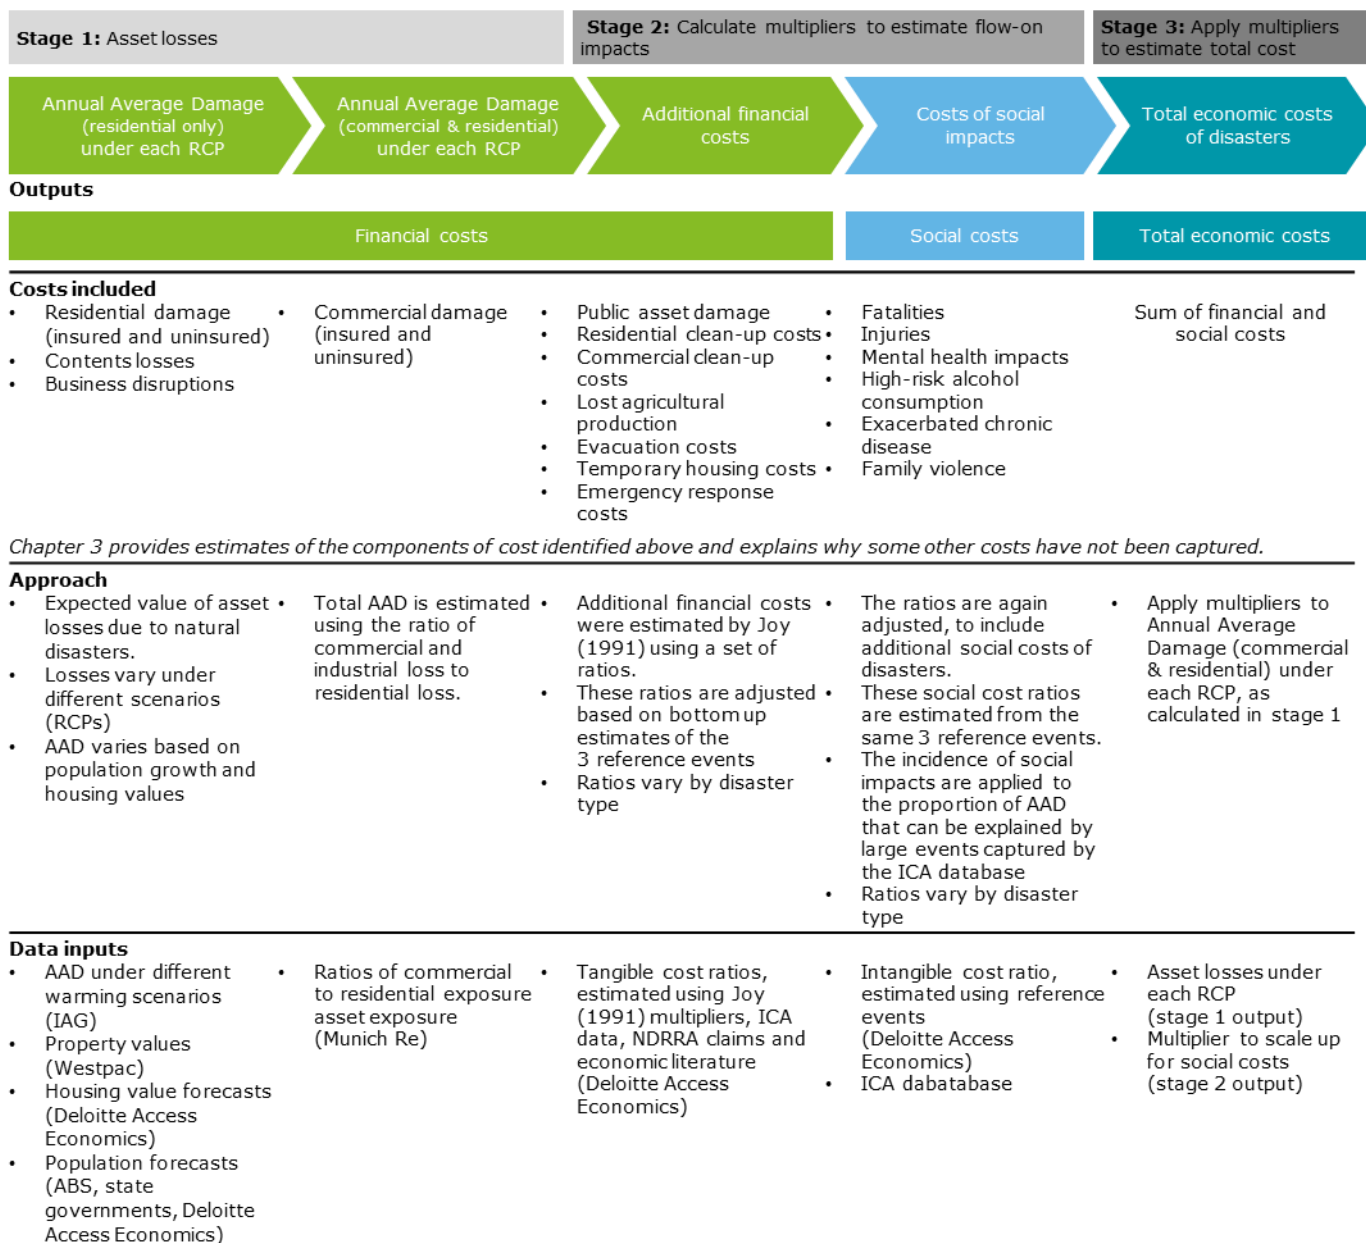 Stage 1: Asset losses
Stage 2: Calculate multipliers to estimate flow-on
impacts
Stage 3: Apply multipliers
to estimate total cost
Annual Average Damage
(residential only)
under each RCP
Annual Average Damage
(commercial & residential)
under each RCP
Additional financial
costs
Costs of social
impacts
Total economic costs
of disasters
Outputs
Financial costs
Social costs
Total economic costs
Costs included
• Residential damage
(insured and uninsured)
• Contents losses
• Business disruptions
• Commercial damage
(insured and
uninsured)
• Public asset damage
• Residential clean-up costs
• Commercial clean-up
costs
• Lost agricultural
production
• Evacuation costs
• Temporary housing costs
• Emergency response
costs
• Fatalities
• Injuries
• Mental health impacts
• High-risk alcohol
consumption
• Exacerbated chronic
disease
• Family violence
Sum of financial and
social costs
Chapter 3 provides estimates of the components of cost identified above and explains why some other costs have not been captured.
Approach
• Expected value of asset
losses due to natural
disasters.
• Losses vary under
different scenarios
(RCPs)
• AAD varies based on
population growth and
housing values
• Total AAD is estimated
using the ratio of
commercial and
industrial loss to
residential loss.
• Additional financial costs
were estimated by Joy
(1991) using a set of
ratios.
• These ratios are adjusted
based on bottom up
estimates of the
3 reference events
• Ratios vary by disaster
type
• The ratios are again
adjusted, to include
additional social costs of
disasters.
• These social cost ratios
are estimated from the
same 3 reference events.
• The incidence of social
impacts are applied to
the proportion of AAD
that can be explained by
large events captured by
the ICA database
• Ratios vary by disaster
type
• Apply multipliers to
Annual Average
Damage (commercial
& residential) under
each RCP, as
calculated in stage 1
Data inputs
• AAD under different
warming scenarios
(IAG)
• Property values
(Westpac)
• Housing value forecasts
(Deloitte Access
Economics)
• Population forecasts
(ABS, state
governments, Deloitte
Access Economics)
• Ratios of commercial
to residential exposure
asset exposure
(Munich Re)
• Tangible cost ratios,
estimated using Joy
(1991) multipliers, ICA
data, NDRRA claims and
economic literature
(Deloitte Access
Economics)
• Intangible cost ratio,
estimated using reference
events
(Deloitte Access
Economics)
• ICA dabatabase
• Asset losses under
each RCP
(stage 1 output)
• Multiplier to scale up
for social costs
(stage 2 output)